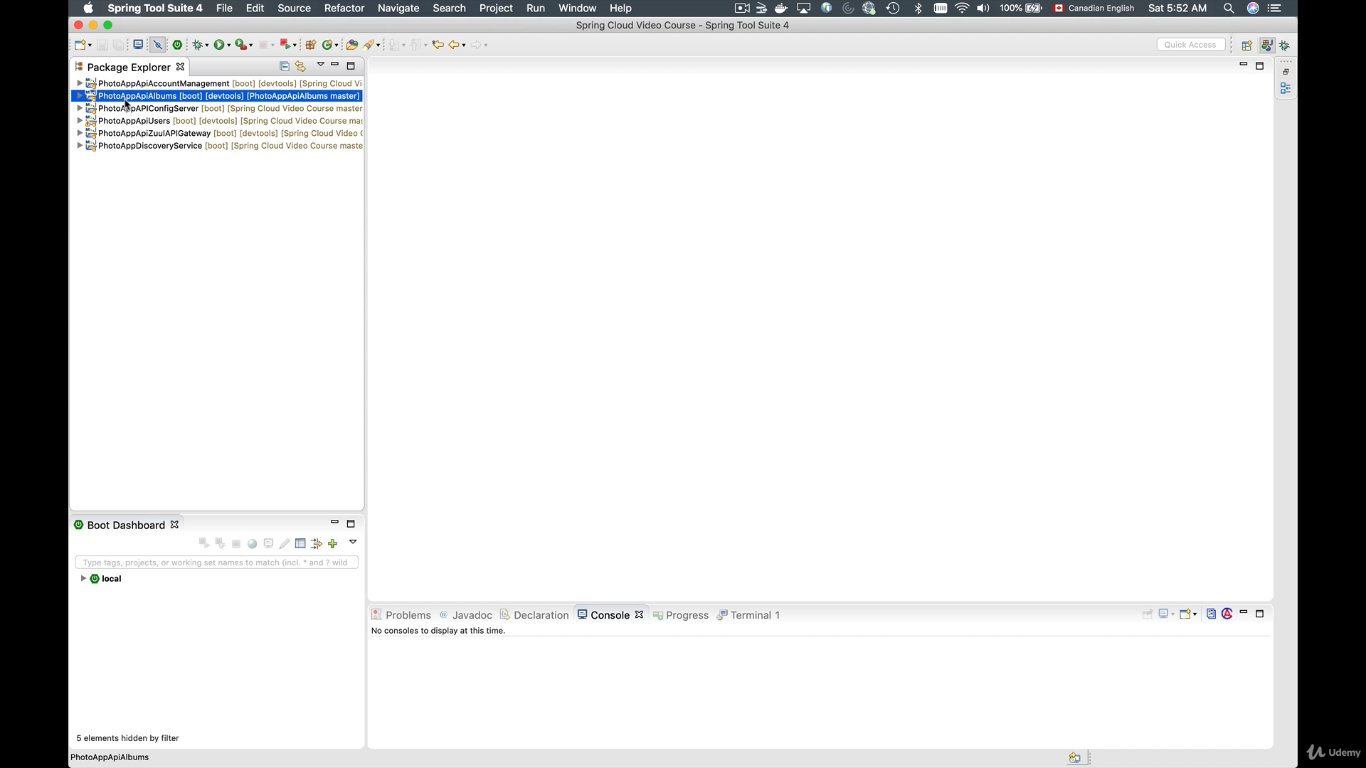 Spring Tool Suite 4 File Edit Source Refactor Navigate Search Project Run Window Help 100% Canadian English Sat 5:52 AM
Spring Cloud Video Course - Spring Tool Suite 4
Quick Access
Package Explorer
PhotoAppApiAccountManagement [boot] [devtools] [Spring Cloud Vi
PhotoAppApiAlbums [boot] [devtools] [PhotoAppApiAlbums master]
PhotoAppAPIConfigServer [boot] [Spring Cloud Video Course master
PhotoAppApiUsers [boot] [devtools] [Spring Cloud Video Course mas
PhotoAppApiZuulAPIGateway [boot] [devtools] [Spring Cloud Video C
PhotoAppDiscoveryService [boot] [Spring Cloud Video Course maste
Boot Dashboard
Type tags, projects, or working set names to match (incl. * and ? wild
local
5 elements hidden by filter
Problems Javadoc Declaration Console Progress Terminal 1
No consoles to display at this time.
PhotoAppApiAlbums
Udemy